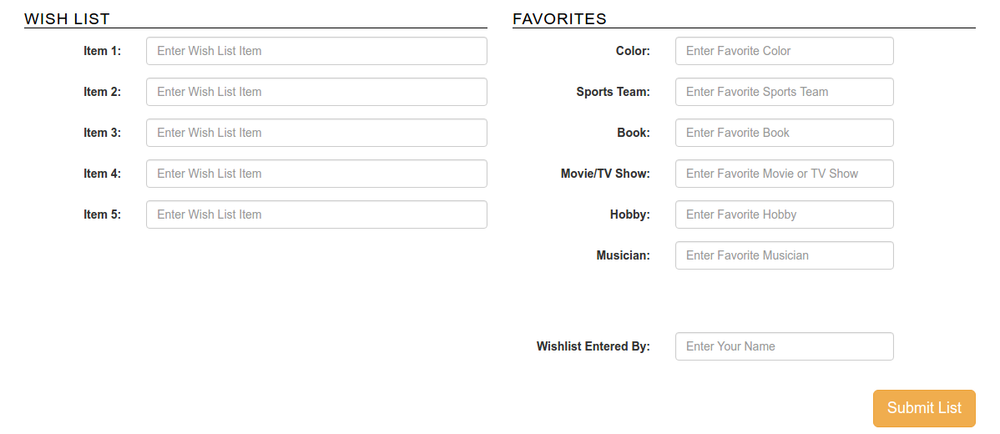 WISH LIST
Item 1: Enter Wish List Item
Item 2: Enter Wish List Item
Item 3: Enter Wish List Item
Item 4: Enter Wish List Item
Item 5: Enter Wish List Item
FAVORITES
Color: Enter Favorite Color
Sports Team: Enter Favorite Sports Team
Book: Enter Favorite Book
Movie/TV Show: Enter Favorite Movie or TV Show
Hobby: Enter Favorite Hobby
Musician: Enter Favorite Musician
Wishlist Entered By: Enter Your Name
Submit List